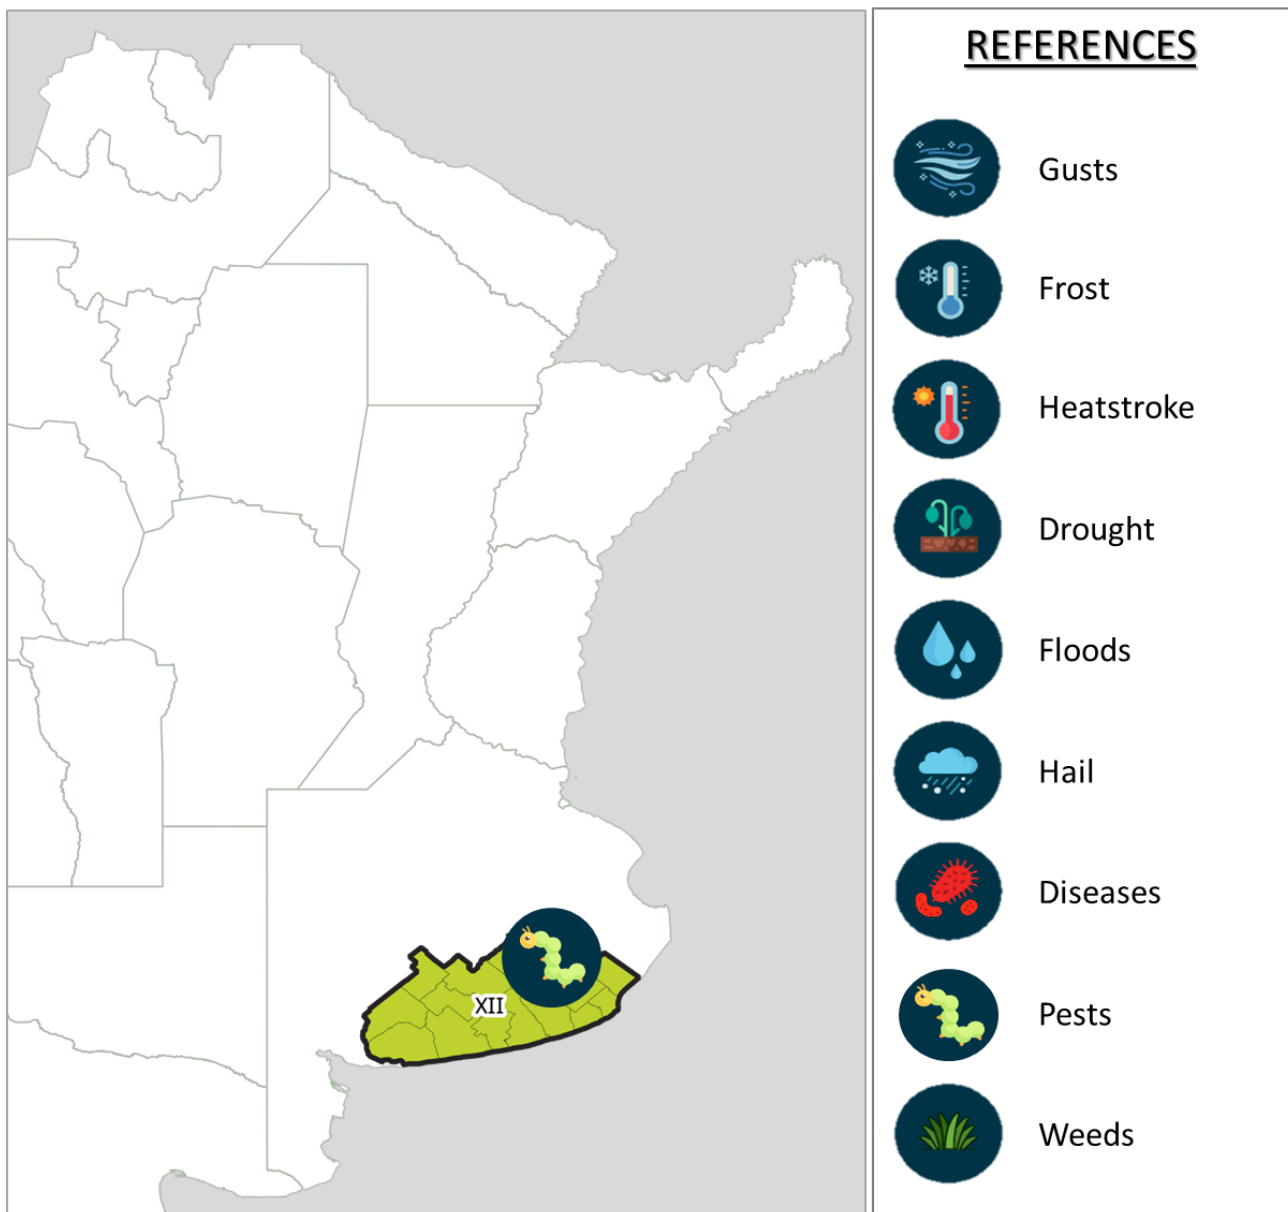 REFERENCES
Gusts
Frost
Heatstroke
Drought
Floods
Hail
Diseases
Pests
Weeds
XII